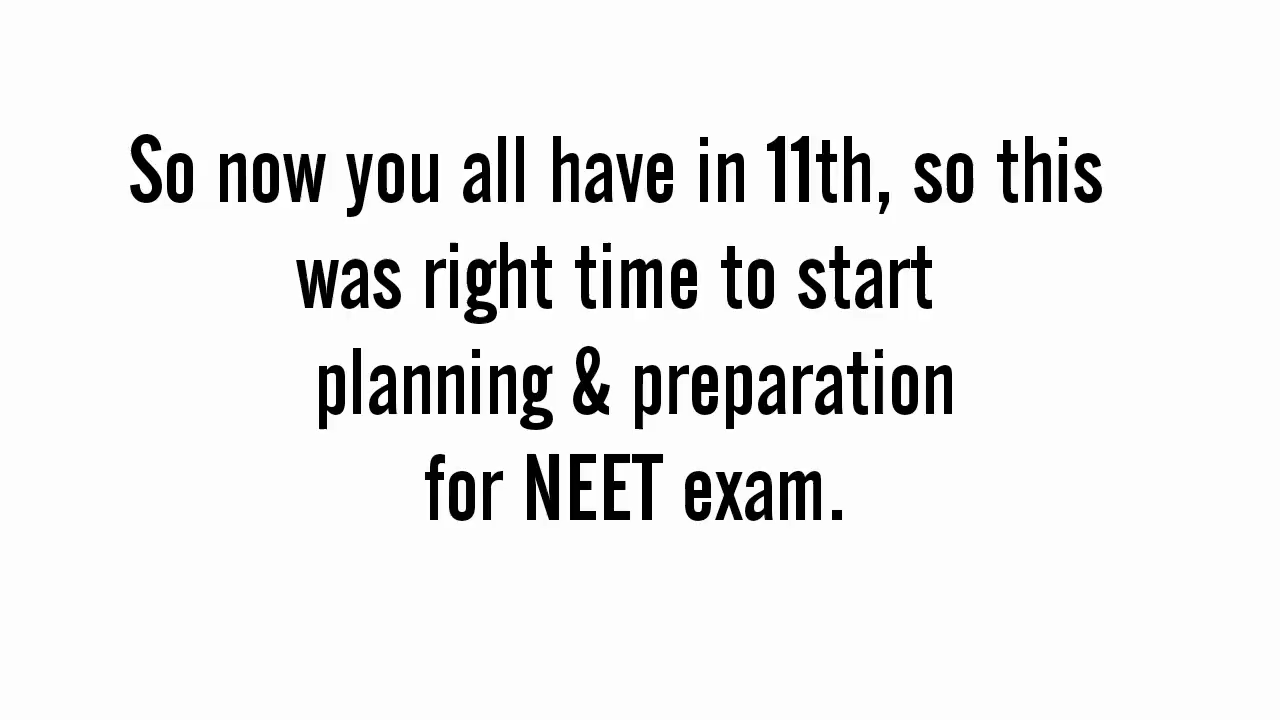 So now you all have in 11th, so this
was right time to start
planning & preparation
for NEET exam.